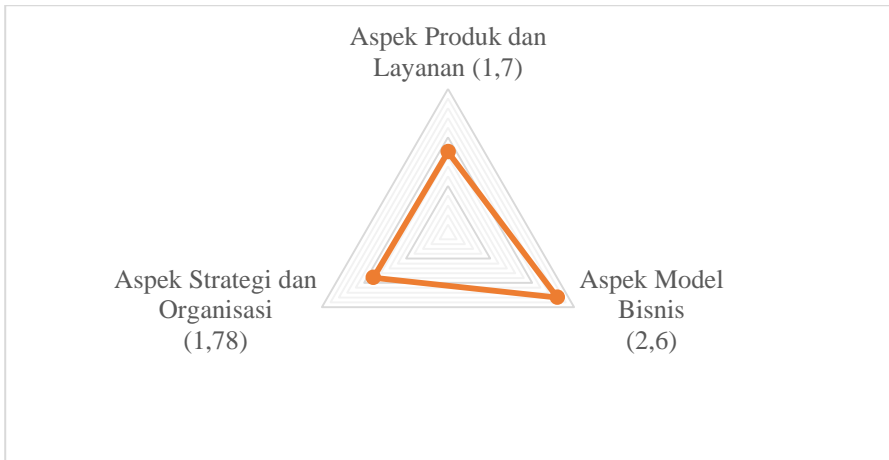 Aspek Produk dan
Layanan (1,7)
Aspek Strategi dan
Organisasi
(1,78)
Aspek Model
Bisnis
(2,6)